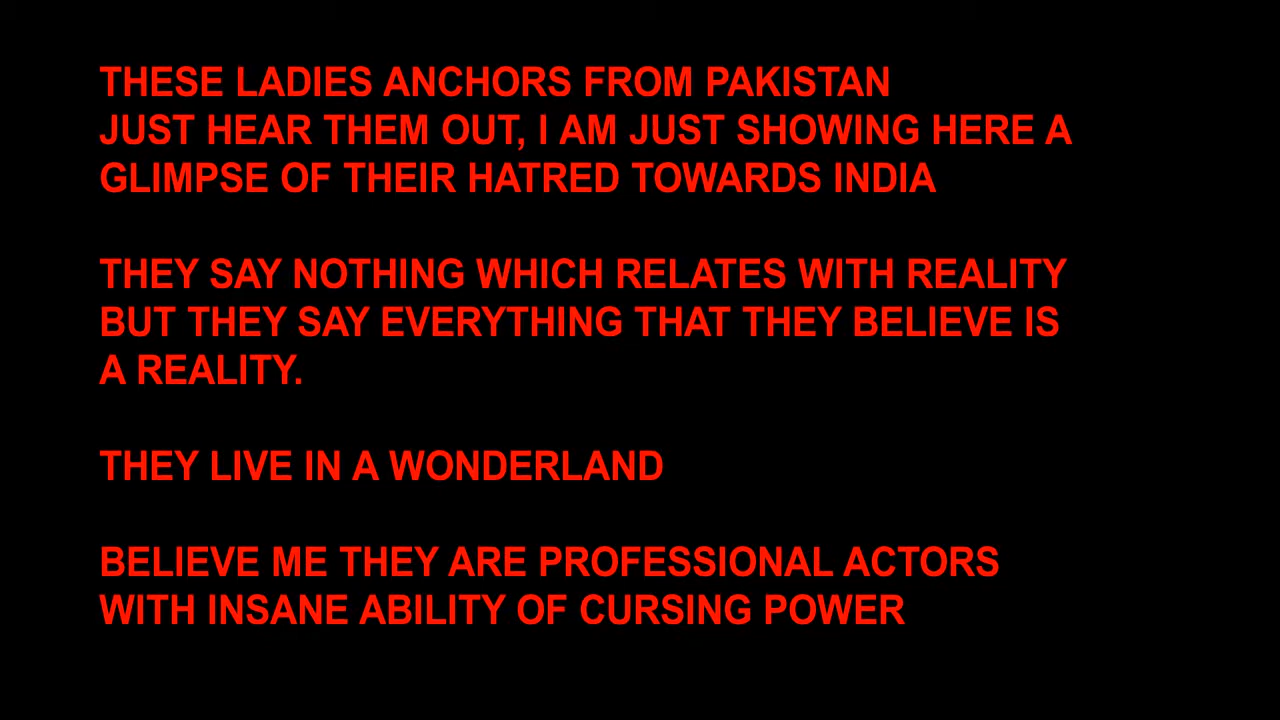 THESE LADIES ANCHORS FROM PAKISTAN
JUST HEAR THEM OUT, I AM JUST SHOWING HERE A
GLIMPSE OF THEIR HATRED TOWARDS INDIA
THEY SAY NOTHING WHICH RELATES WITH REALITY
BUT THEY SAY EVERYTHING THAT THEY BELIEVE IS
A REALITY.
THEY LIVE IN A WONDERLAND
BELIEVE ME THEY ARE PROFESSIONAL ACTORS
WITH INSANE ABILITY OF CURSING POWER